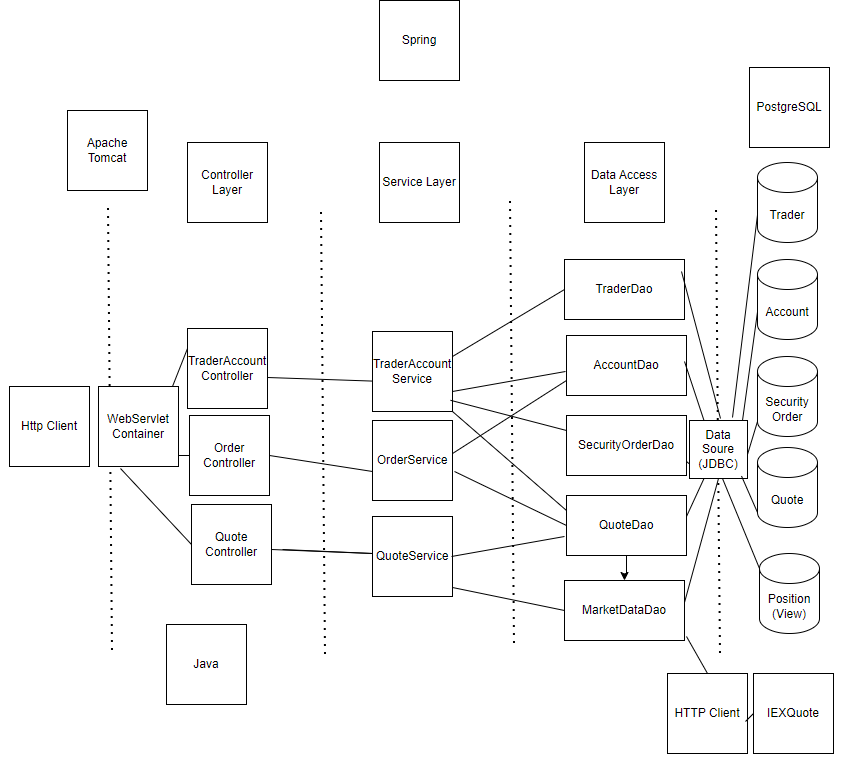 Spring
PostgreSQL
Apache
Tomcat
Controller
Layer
Service Layer
Data Access
Layer
Trader
TraderDao
Account
TraderAccount
Controller
TraderAccount
Service
AccountDao
Security
Order
Http Client
WebServlet
Container
Order
Controller
OrderService
SecurityOrderDao
Data
Soure
(JDBC)
Quote
Quote
Controller
QuoteService
QuoteDao
Position
(View)
MarketDataDao
Java
HTTP Client
IEXQuote